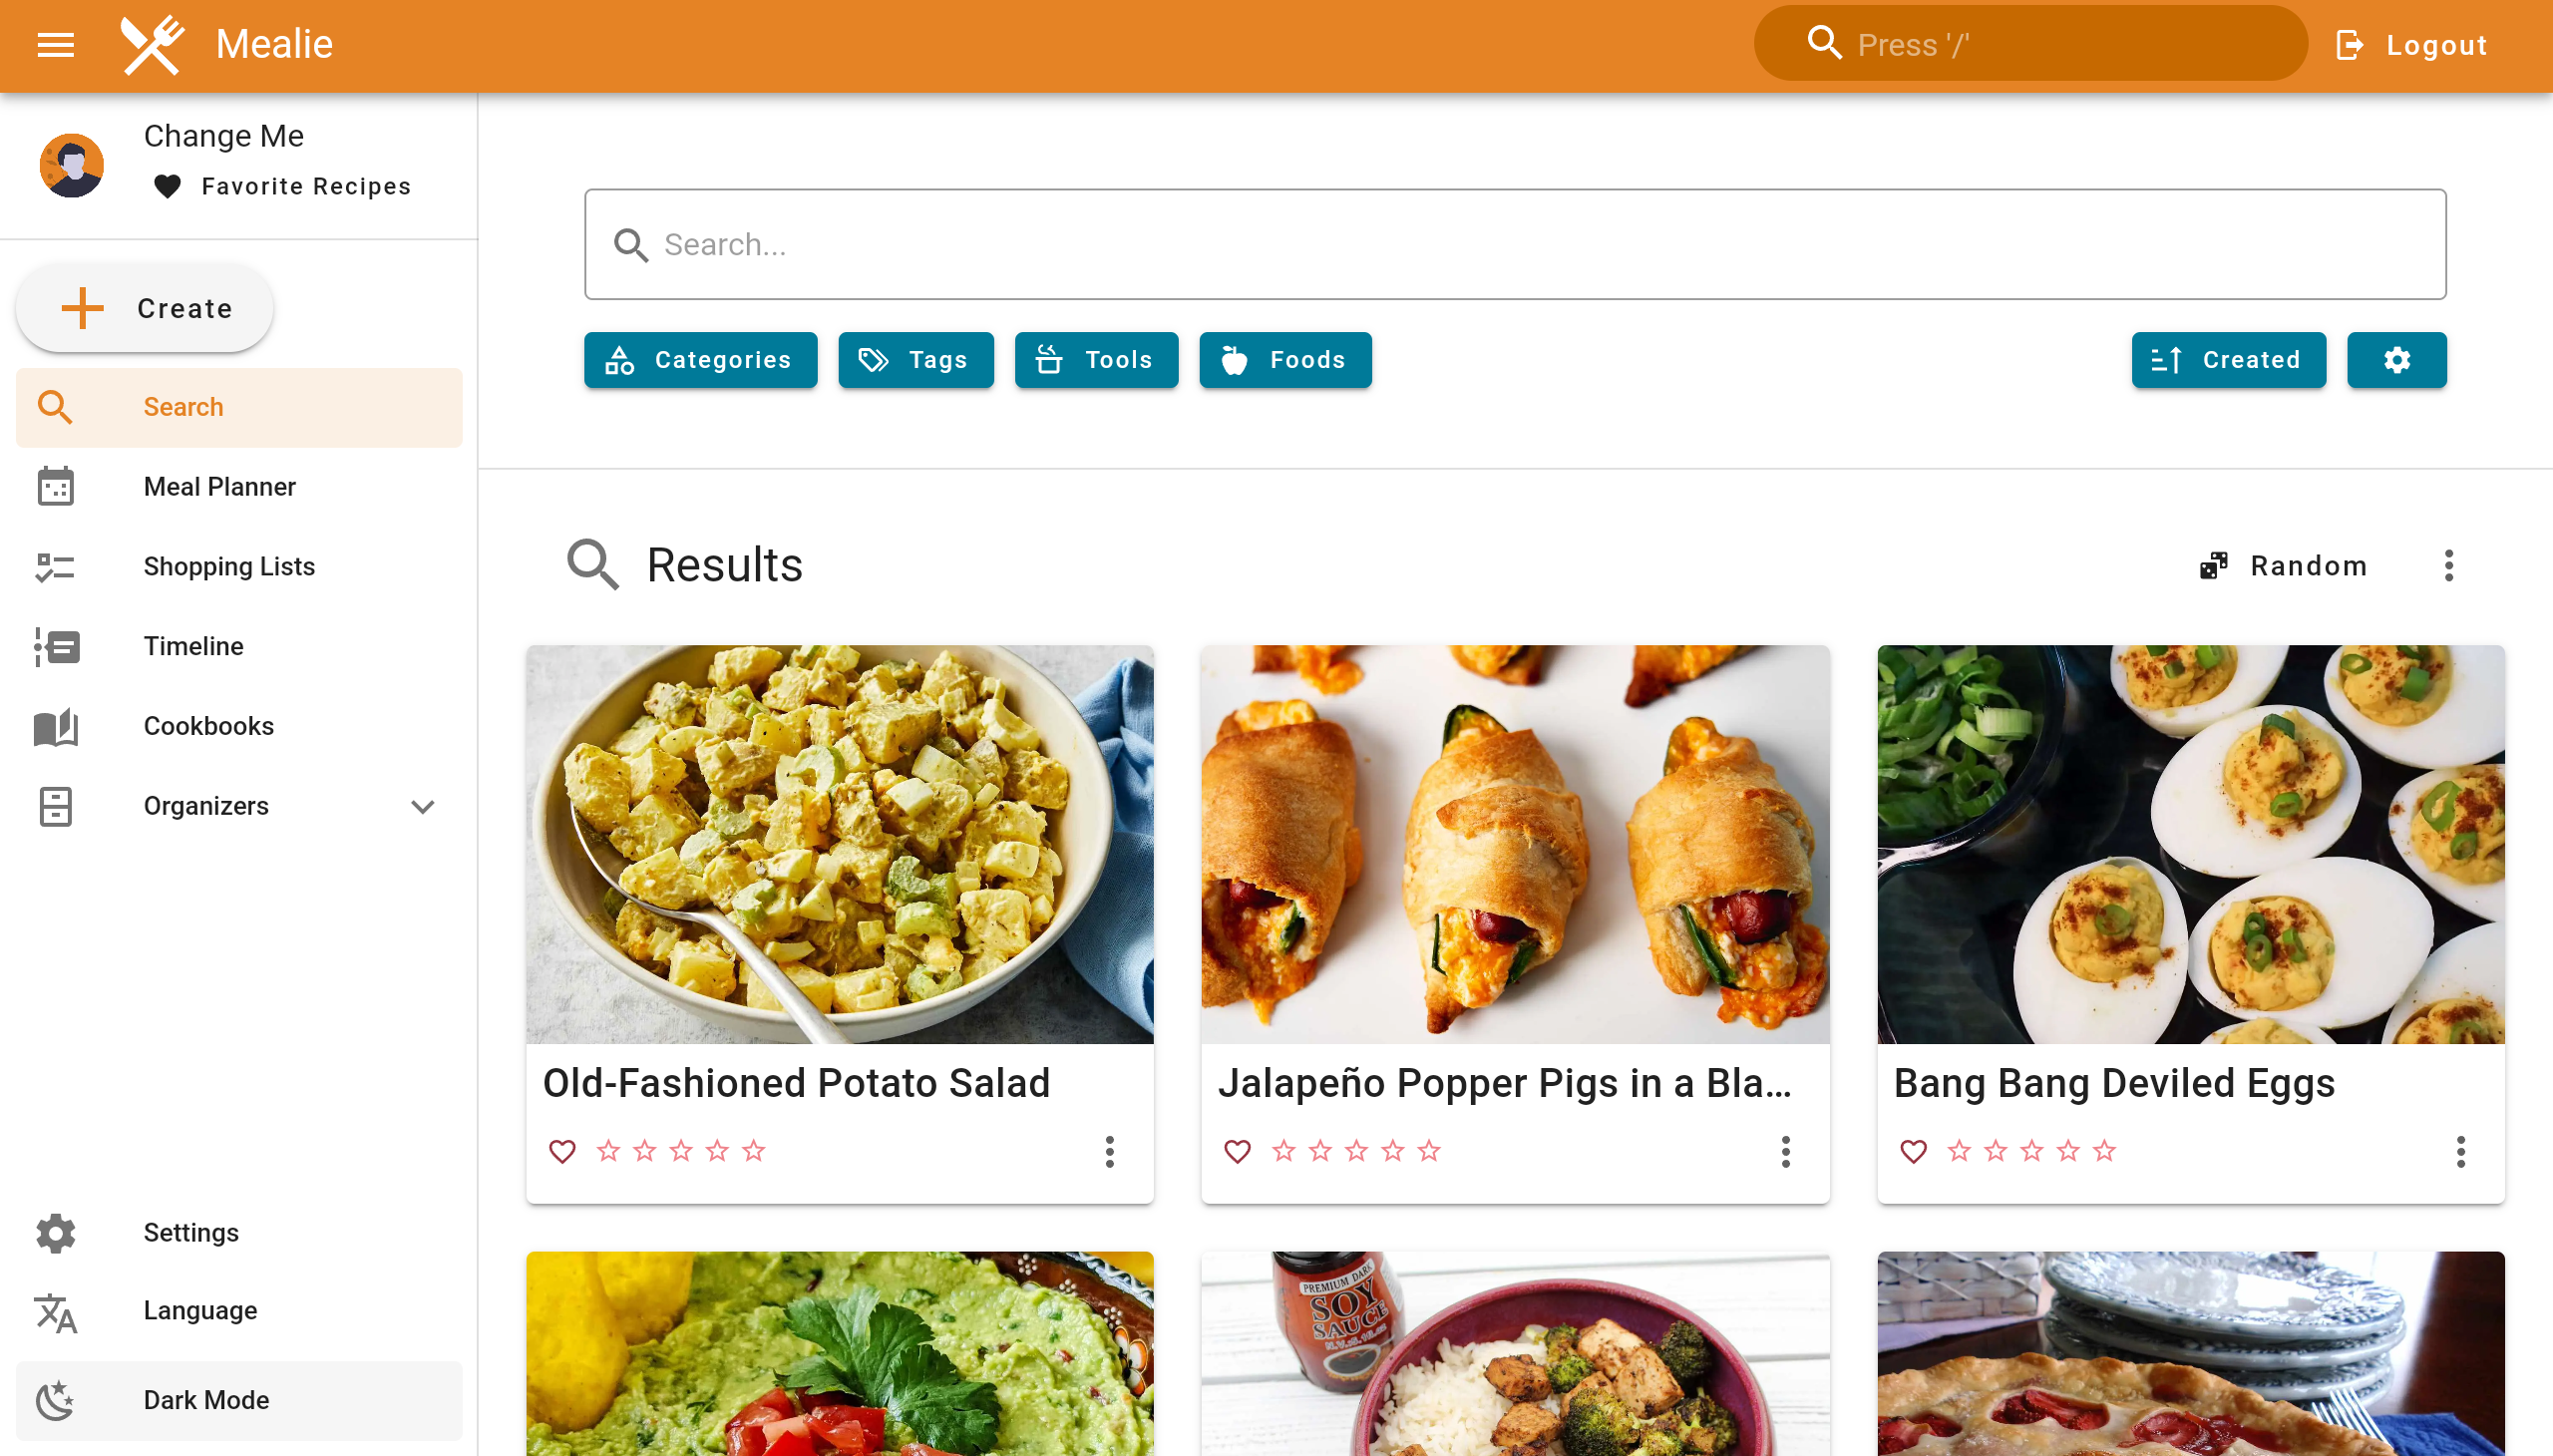 Mealie
Press '/'
Logout
Change Me
Favorite Recipes
Create
Search
Meal Planner
Shopping Lists
Timeline
Cookbooks
Organizers
Settings
Language
Dark Mode
Search...
Categories
Tags
Tools
Foods
Created
Results
Random
Old-Fashioned Potato Salad
Jalapeño Popper Pigs in a Bla...
Bang Bang Deviled Eggs
PREMIUM DARK
SOY
SAUCE